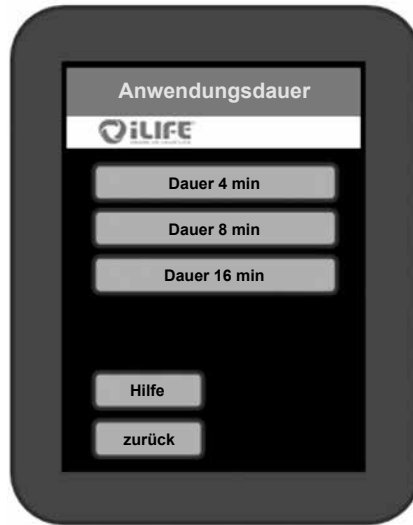 Anwendungsdauer
iLIFE
Dauer 4 min
Dauer 8 min
Dauer 16 min
Hilfe
zurück